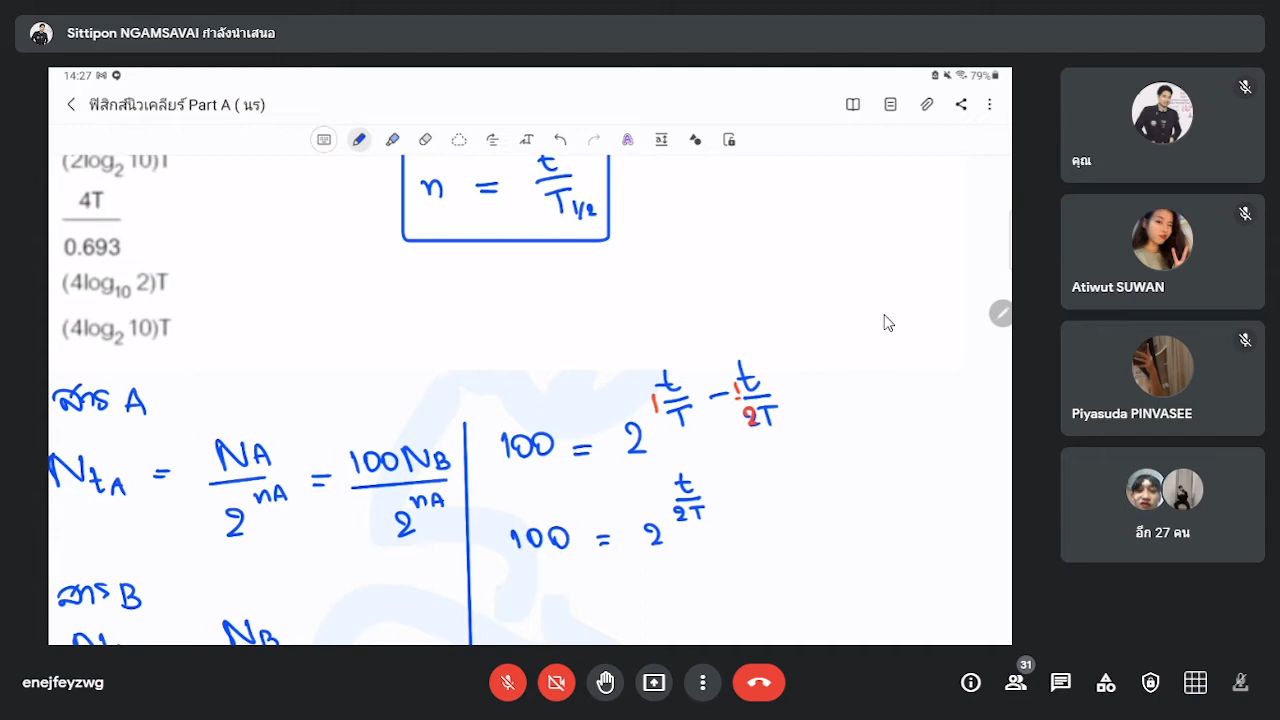 Sittipon NGAMSAVAI กำลังนำเสนอ
14:27
79%
ฟิสิกส์นิวเคลียร์ Part A ( นร)
(2log₂ 10)T
4T
0.693
(4log₁₀ 2)T
(4log₂ 10)T
n = t/T₁/₂
สาร A
NtA = NA/2^nA = 100NB/2^nA
สาร B
NB
100 = 2^(1t/T − 1t/2T)
100 = 2^(t/2T)
คุณ
Atiwut SUWAN
Piyasuda PINVASEE
อีก 27 คน
enejfeyzwg
31